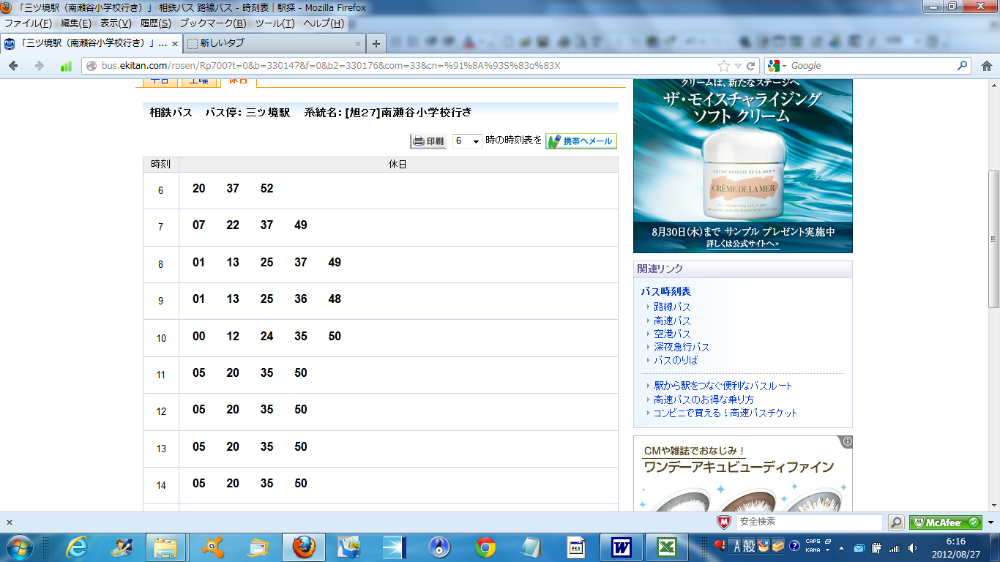 「三ツ境駅（南瀬谷小学校行き）」 相鉄バス 路線バス - 時刻表 | 駅探 - Mozilla Firefox
ファイル(F) 編集(E) 表示(V) 履歴(S) ブックマーク(B) ツール(T) ヘルプ(H)
「三ツ境駅（南瀬谷小学校行き）」... × 新しいタブ × +
bus.ekitan.com/rosen/Rp700?t=0&b=330147&f=0&b2=330176&com=33&cn=%91%8A%93S%83o%83X
Google
平日 土曜 休日
相鉄バス バス停: 三ツ境駅 系統名: [旭27]南瀬谷小学校行き
印刷 6 時の時刻表を 携帯へメール
時刻 休日
6 20 37 52
7 07 22 37 49
8 01 13 25 37 49
9 01 13 25 36 48
10 00 12 24 35 50
11 05 20 35 50
12 05 20 35 50
13 05 20 35 50
14 05 20 35 50
クリームは、新たなステージへ
ザ・モイスチャライジング
ソフト クリーム
CRÈME DE LA MER
8月30日(木)まで サンプル プレゼント実施中
詳しくは公式サイトへ»
関連リンク
バス時刻表
路線バス
高速バス
空港バス
深夜急行バス
バスのりば
駅から駅をつなぐ便利なバスルート
高速バスのお得な乗り方
コンビニで買える！高速バスチケット
CMや雑誌でおなじみ！
ワンデーアキュビューディファイン
× 安全検索 McAfee
A 般 CAPS KANA
6:16
2012/08/27